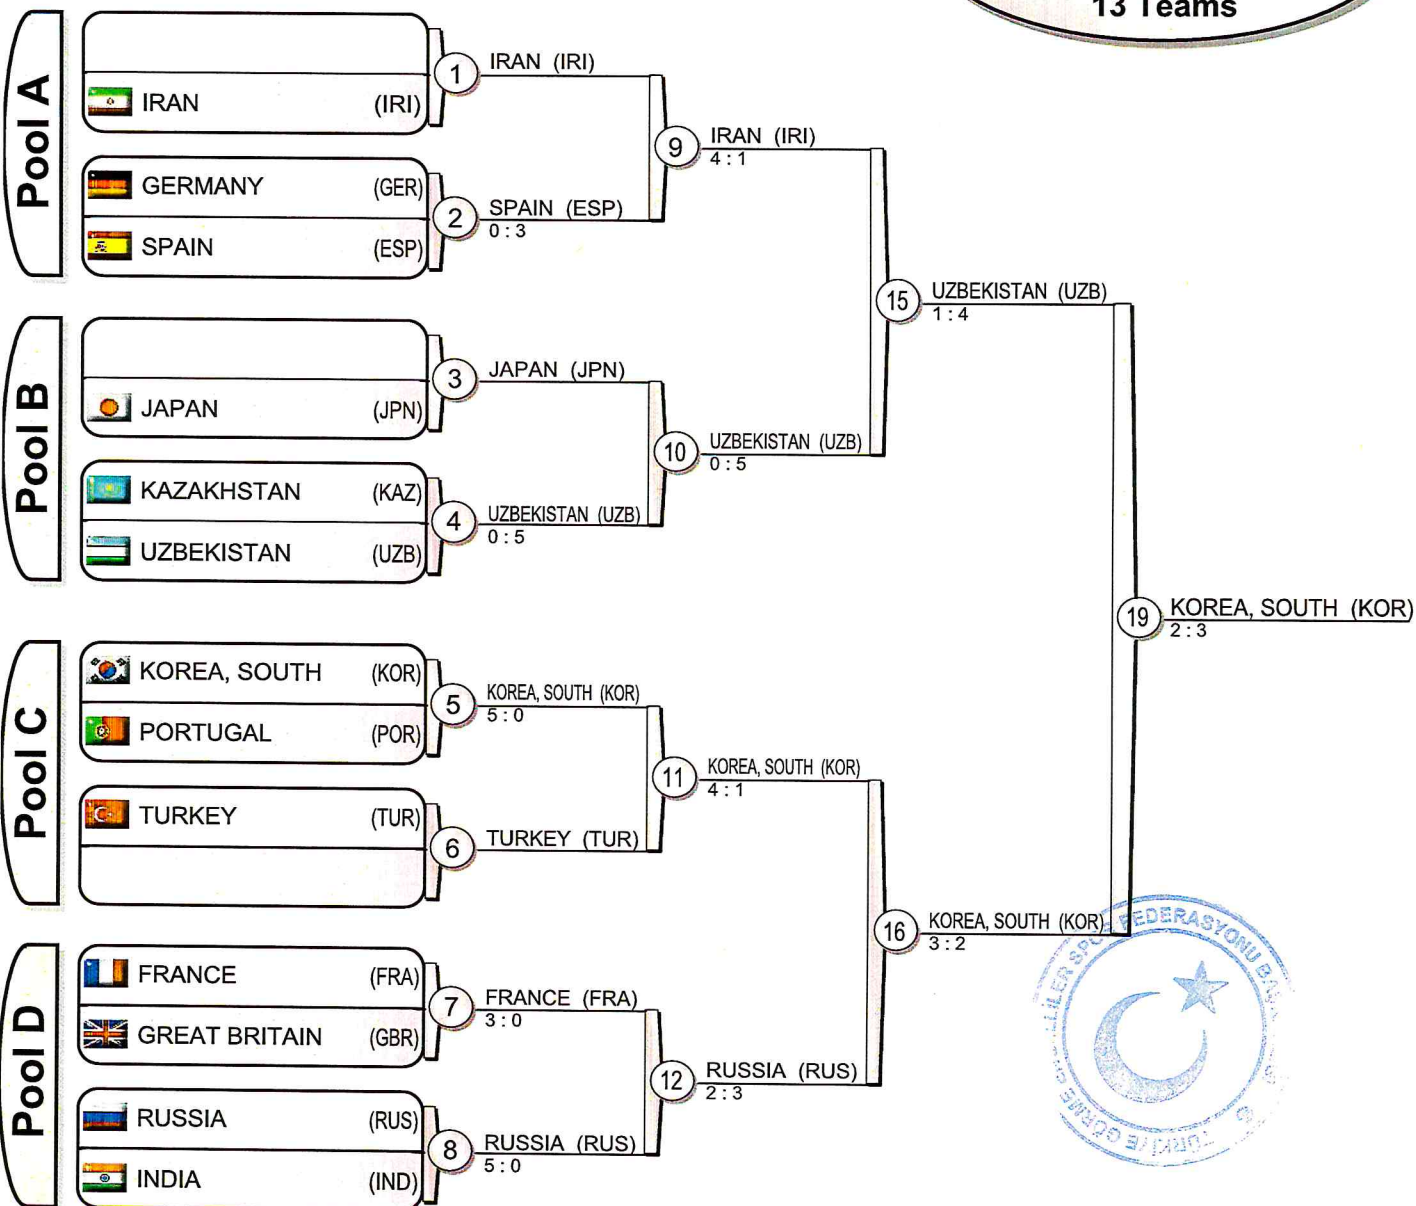 13 Teams
Pool A
IRAN (IRI)
GERMANY (GER)
SPAIN (ESP)
1 IRAN (IRI)
2 SPAIN (ESP)
0 : 3
9 IRAN (IRI)
4 : 1
Pool B
JAPAN (JPN)
KAZAKHSTAN (KAZ)
UZBEKISTAN (UZB)
3 JAPAN (JPN)
4 UZBEKISTAN (UZB)
0 : 5
10 UZBEKISTAN (UZB)
0 : 5
15 UZBEKISTAN (UZB)
1 : 4
Pool C
KOREA, SOUTH (KOR)
PORTUGAL (POR)
TURKEY (TUR)
5 KOREA, SOUTH (KOR)
5 : 0
6 TURKEY (TUR)
11 KOREA, SOUTH (KOR)
4 : 1
Pool D
FRANCE (FRA)
GREAT BRITAIN (GBR)
RUSSIA (RUS)
INDIA (IND)
7 FRANCE (FRA)
3 : 0
8 RUSSIA (RUS)
5 : 0
12 RUSSIA (RUS)
2 : 3
16 KOREA, SOUTH (KOR)
3 : 2
19 KOREA, SOUTH (KOR)
2 : 3
TÜRKİYE GÖRME SPOR FEDERASYONU